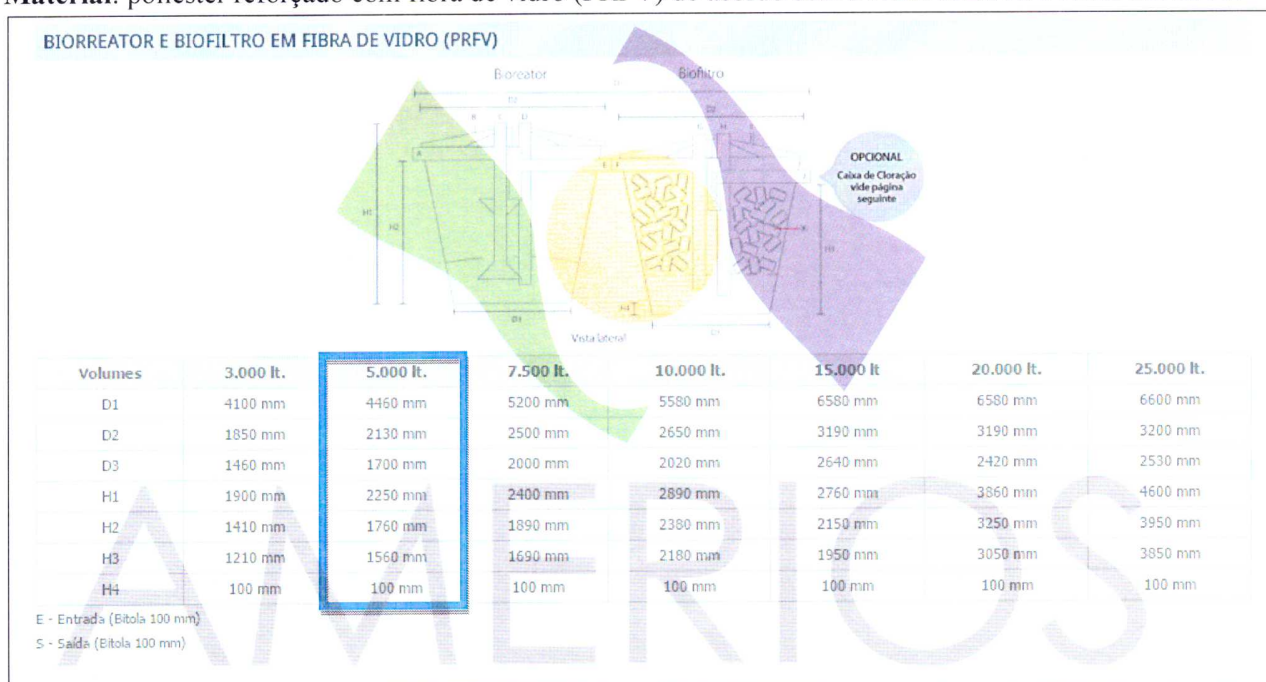 BIORREATOR E BIOFILTRO EM FIBRA DE VIDRO (PRFV)
Bioreator Biofiltro
D2 D2
OPCIONAL
Caixa de Cloração
vide página
seguinte
H1
H2
H3
H4
D3
Vista lateral
Volumes 3.000 lt. 5.000 lt. 7.500 lt. 10.000 lt. 15.000 lt 20.000 lt. 25.000 lt.
D1 4100 mm 4460 mm 5200 mm 5580 mm 6580 mm 6580 mm 6600 mm
D2 1850 mm 2130 mm 2500 mm 2650 mm 3190 mm 3190 mm 3200 mm
D3 1460 mm 1700 mm 2000 mm 2020 mm 2640 mm 2420 mm 2530 mm
H1 1900 mm 2250 mm 2400 mm 2890 mm 2760 mm 3860 mm 4600 mm
H2 1410 mm 1760 mm 1890 mm 2380 mm 2150 mm 3250 mm 3950 mm
H3 1210 mm 1560 mm 1690 mm 2180 mm 1950 mm 3050 mm 3850 mm
H4 100 mm 100 mm 100 mm 100 mm 100 mm 100 mm 100 mm
E - Entrada (Bitola 100 mm)
S - Saída (Bitola 100 mm)
AMERIOS